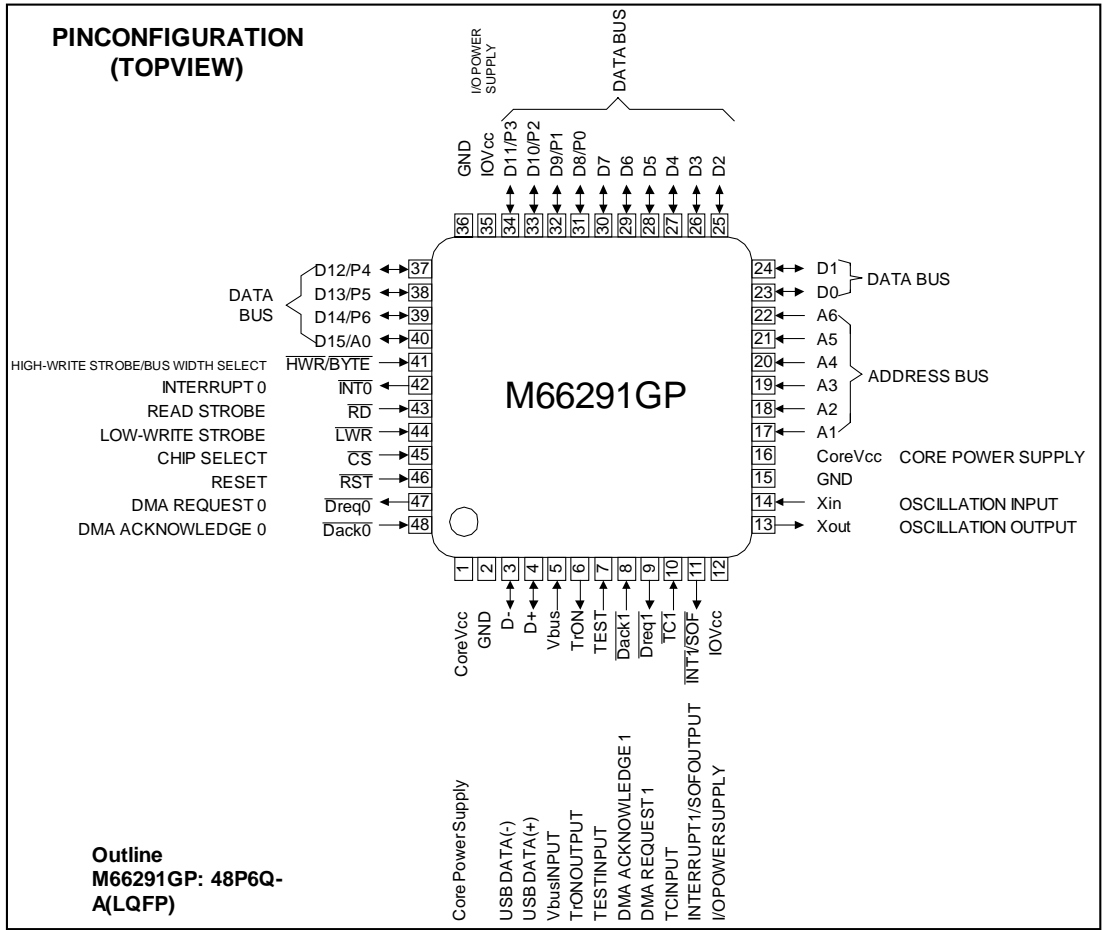 PINCONFIGURATION
(TOPVIEW)
I/O POWER
SUPPLY
DATA BUS
GND
IOVcc
D11/P3
D10/P2
D9/P1
D8/P0
D7
D6
D5
D4
D3
D2
36 35 34 33 32 31 30 29 28 27 26 25
DATA
BUS
D12/P4 37
D13/P5 38
D14/P6 39
D15/A0 40
HIGH-WRITE STROBE/BUS WIDTH SELECT HWR/BYTE 41
INTERRUPT 0 INT0 42
READ STROBE RD 43
LOW-WRITE STROBE LWR 44
CHIP SELECT CS 45
RESET RST 46
DMA REQUEST 0 Dreq0 47
DMA ACKNOWLEDGE 0 Dack0 48
M66291GP
24 D1
23 D0
DATA BUS
22 A6
21 A5
20 A4
19 A3
18 A2
17 A1
ADDRESS BUS
16 CoreVcc CORE POWER SUPPLY
15 GND
14 Xin OSCILLATION INPUT
13 Xout OSCILLATION OUTPUT
1 2 3 4 5 6 7 8 9 10 11 12
CoreVcc
GND
D-
D+
Vbus
TrON
TEST
Dack1
Dreq1
TC1
INT1/SOF
IOVcc
CorePowerSupply
USBDATA(-)
USBDATA(+)
VbusINPUT
TrONOUTPUT
TESTINPUT
DMA ACKNOWLEDGE 1
DMA REQUEST 1
TCINPUT
INTERRUPT1/SOFOUTPUT
I/OPOWERSUPPLY
Outline
M66291GP: 48P6Q-
A(LQFP)